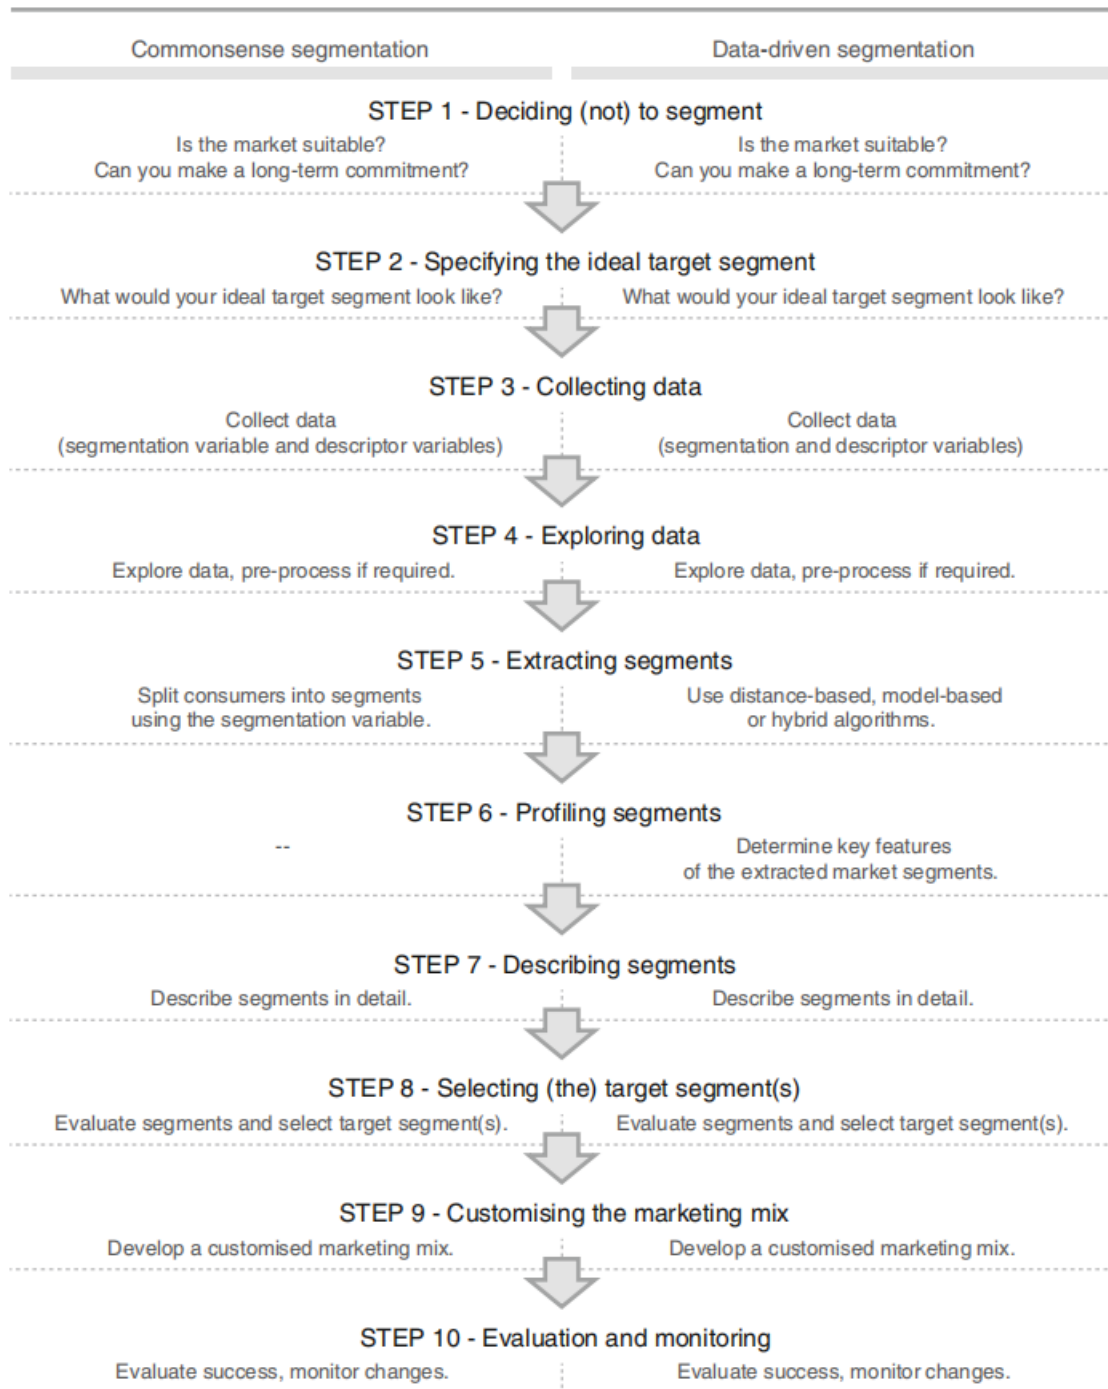 Commonsense segmentation
Data-driven segmentation
STEP 1 - Deciding (not) to segment
Is the market suitable?
Can you make a long-term commitment?
Is the market suitable?
Can you make a long-term commitment?
STEP 2 - Specifying the ideal target segment
What would your ideal target segment look like?
What would your ideal target segment look like?
STEP 3 - Collecting data
Collect data
(segmentation variable and descriptor variables)
Collect data
(segmentation and descriptor variables)
STEP 4 - Exploring data
Explore data, pre-process if required.
Explore data, pre-process if required.
STEP 5 - Extracting segments
Split consumers into segments
using the segmentation variable.
Use distance-based, model-based
or hybrid algorithms.
STEP 6 - Profiling segments
--
Determine key features
of the extracted market segments.
STEP 7 - Describing segments
Describe segments in detail.
Describe segments in detail.
STEP 8 - Selecting (the) target segment(s)
Evaluate segments and select target segment(s).
Evaluate segments and select target segment(s).
STEP 9 - Customising the marketing mix
Develop a customised marketing mix.
Develop a customised marketing mix.
STEP 10 - Evaluation and monitoring
Evaluate success, monitor changes.
Evaluate success, monitor changes.